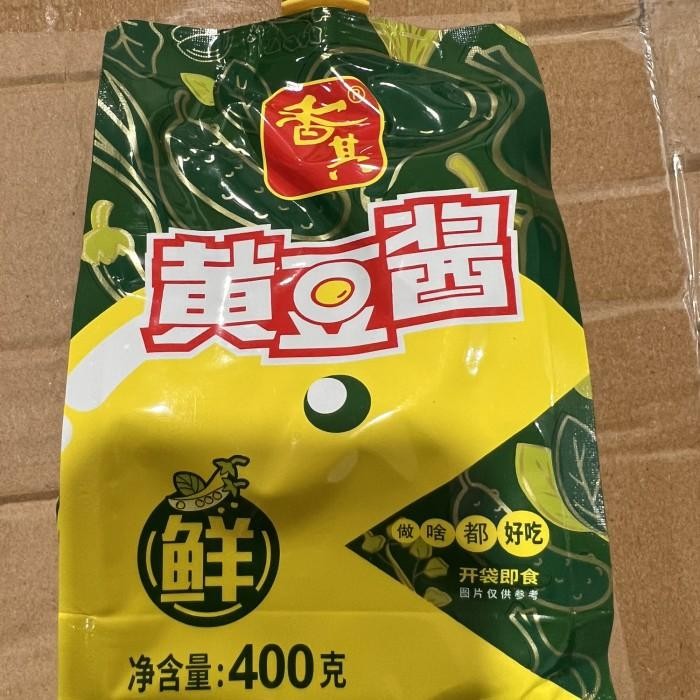 香其®
黄豆酱
鲜
做啥都好吃
开袋即食
图片仅供参考
净含量:400克